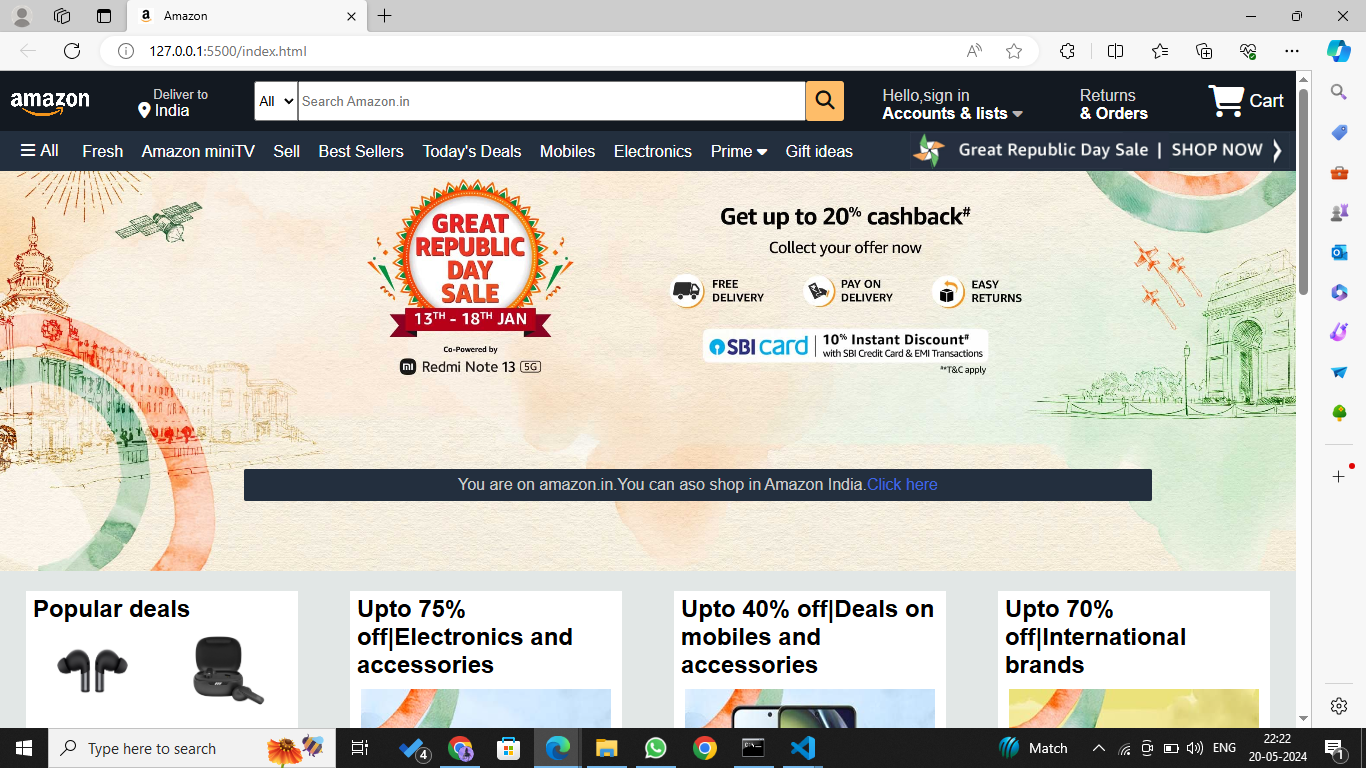 Amazon
127.0.0.1:5500/index.html
amazon
Deliver to
India
All
Search Amazon.in
Hello,sign in
Accounts & lists
Returns
& Orders
Cart
All
Fresh
Amazon miniTV
Sell
Best Sellers
Today's Deals
Mobiles
Electronics
Prime
Gift ideas
Great Republic Day Sale | SHOP NOW
GREAT
REPUBLIC
DAY
SALE
13TH - 18TH JAN
Co-Powered by
Redmi Note 13 5G
Get up to 20% cashback#
Collect your offer now
FREE
DELIVERY
PAY ON
DELIVERY
EASY
RETURNS
SBI card
10% Instant Discount#
with SBI Credit Card & EMI Transactions
#*T&C apply
You are on amazon.in.You can aso shop in Amazon India.Click here
Popular deals
Upto 75%
off|Electronics and
accessories
Upto 40% off|Deals on
mobiles and
accessories
Upto 70%
off|International
brands
Type here to search
4
Match
ENG
22:22
20-05-2024
1